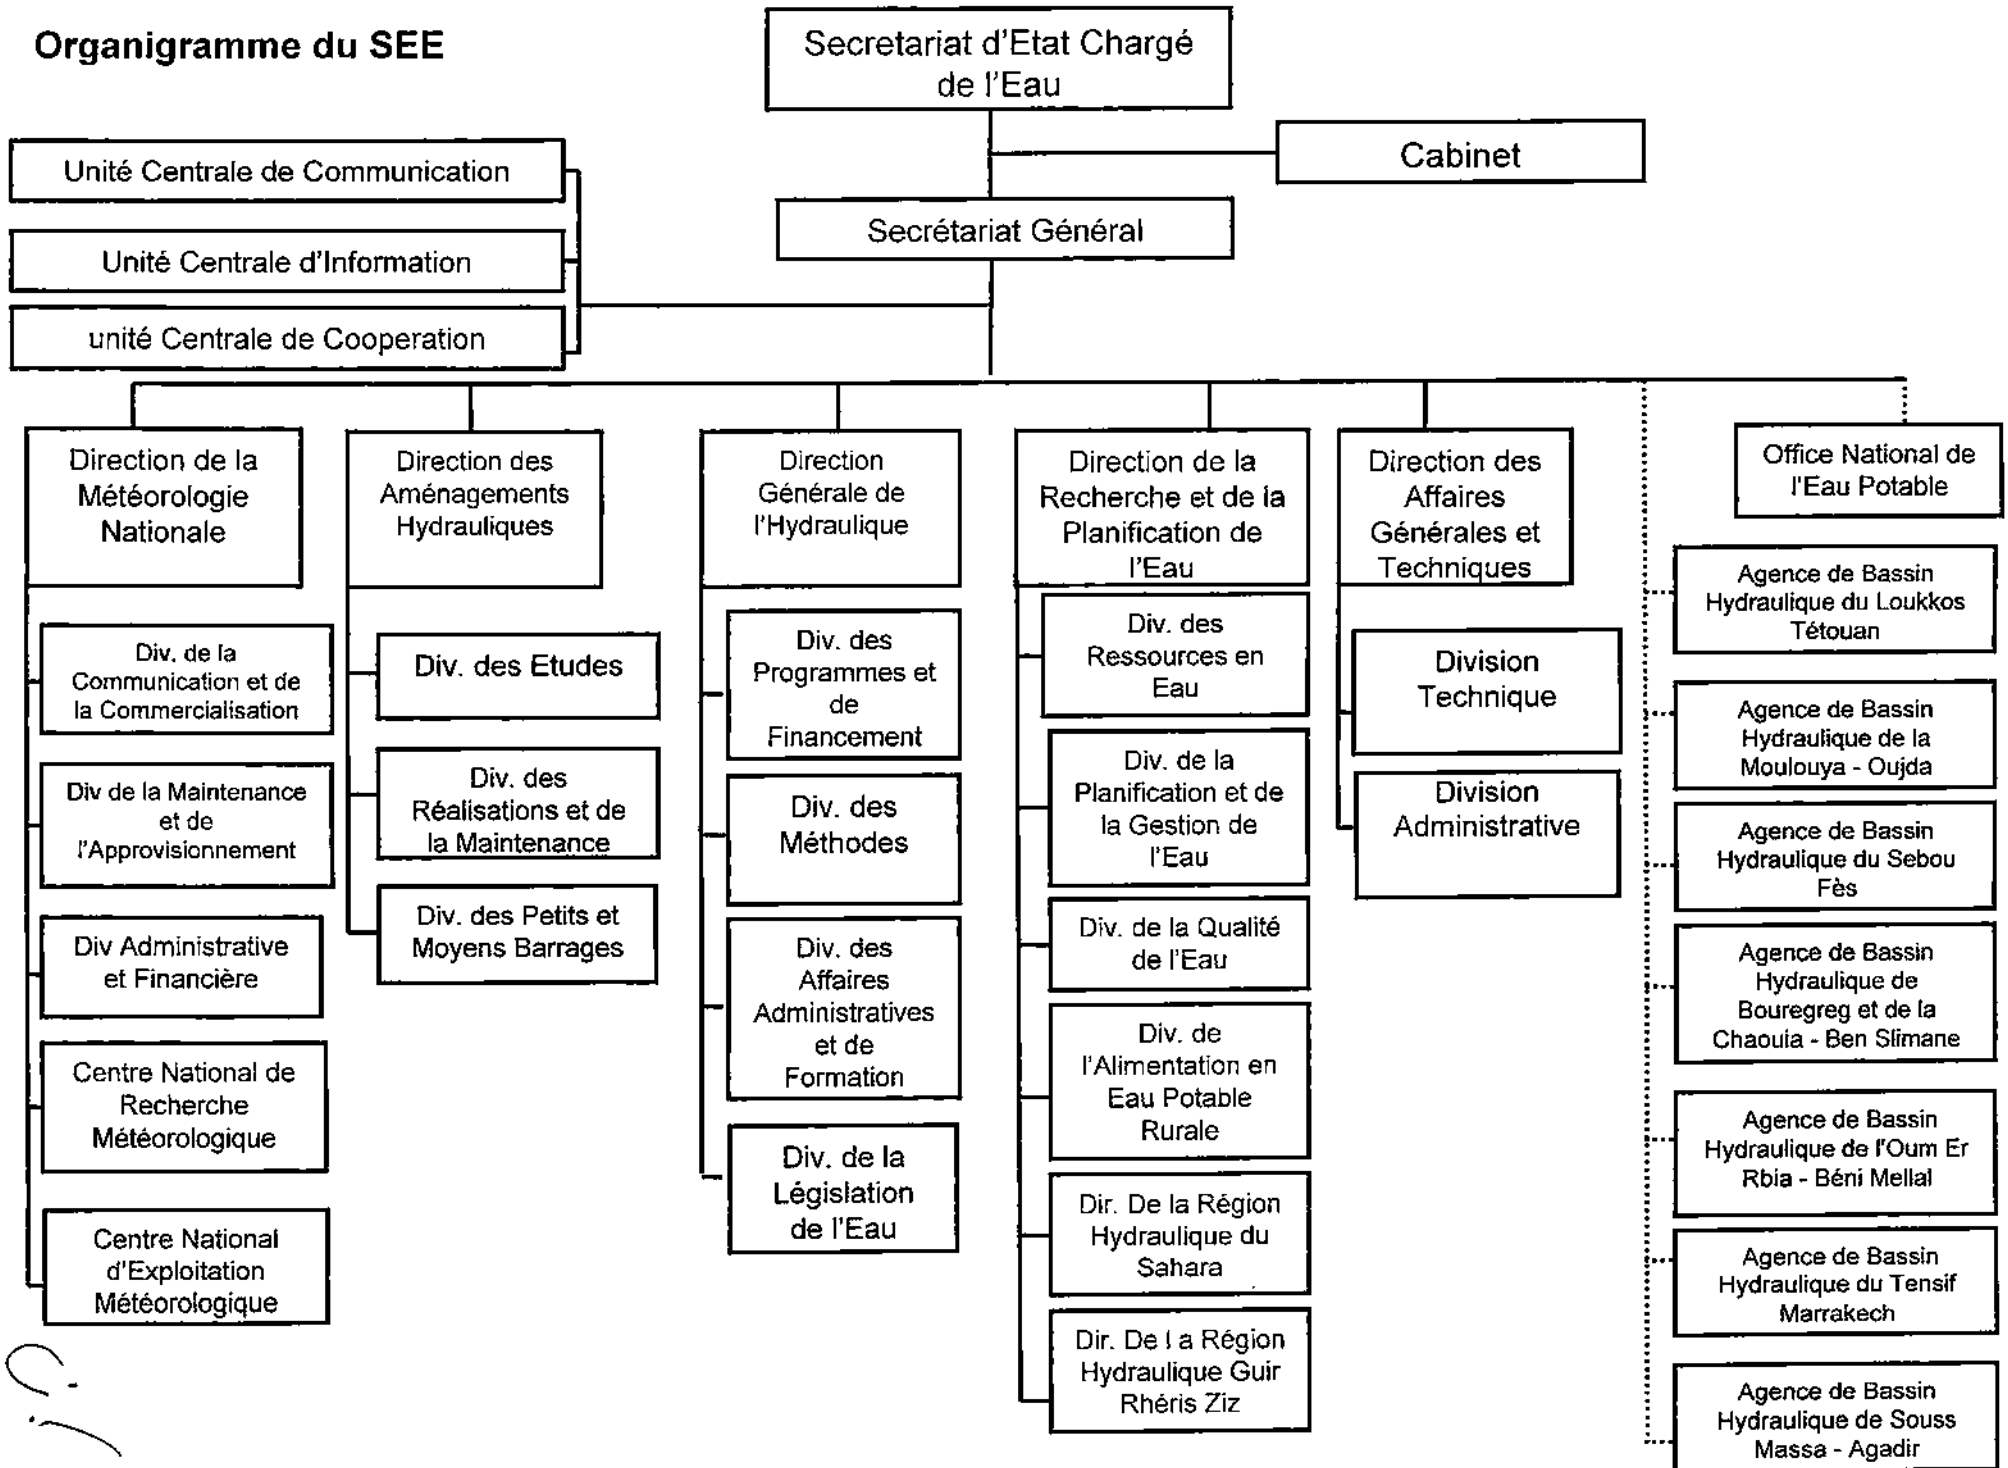 Organigramme du SEE
Secretariat d'Etat Chargé
de l'Eau
Cabinet
Unité Centrale de Communication
Secrétariat Général
Unité Centrale d'Information
unité Centrale de Cooperation
Direction de la
Météorologie
Nationale
Div. de la
Communication et de
la Commercialisation
Div de la Maintenance
et de
l'Approvisionnement
Div Administrative
et Financière
Centre National de
Recherche
Météorologique
Centre National
d'Exploitation
Météorologique
Direction des
Aménagements
Hydrauliques
Div. des Etudes
Div. des
Réalisations et de
la Maintenance
Div. des Petits et
Moyens Barrages
Direction
Générale de
l'Hydraulique
Div. des
Programmes et
de
Financement
Div. des
Méthodes
Div. des
Affaires
Administratives
et de
Formation
Div. de la
Législation
de l'Eau
Direction de la
Recherche et de la
Planification de
l'Eau
Div. des
Ressources en
Eau
Div. de la
Planification et de
la Gestion de
l'Eau
Div. de la Qualité
de l'Eau
Div. de
l'Alimentation en
Eau Potable
Rurale
Dir. De la Région
Hydraulique du
Sahara
Dir. De l a Région
Hydraulique Guir
Rhéris Ziz
Direction des
Affaires
Générales et
Techniques
Division
Technique
Division
Administrative
Office National de
l'Eau Potable
Agence de Bassin
Hydraulique du Loukkos
Tétouan
Agence de Bassin
Hydraulique de la
Moulouya - Oujda
Agence de Bassin
Hydraulique du Sebou
Fès
Agence de Bassin
Hydraulique de
Bouregreg et de la
Chaouia - Ben Slimane
Agence de Bassin
Hydraulique de l'Oum Er
Rbia - Béni Mellal
Agence de Bassin
Hydraulique du Tensif
Marrakech
Agence de Bassin
Hydraulique de Souss
Massa - Agadir